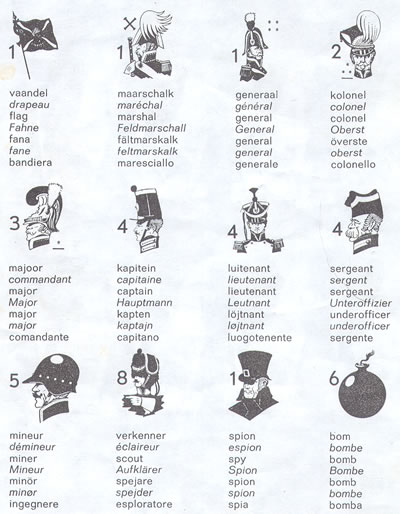 1
vaandel
drapeau
flag
Fahne
fana
fane
bandiera
1
maarschalk
maréchal
marshal
Feldmarschall
fältmarskalk
feltmarskalk
maresciallo
1
generaal
général
general
General
general
general
generale
2
kolonel
colonel
colonel
Oberst
överste
oberst
colonello
3
majoor
commandant
major
Major
major
major
comandante
4
kapitein
capitaine
captain
Hauptmann
kapten
kaptajn
capitano
4
luitenant
lieutenant
lieutenant
Leutnant
löjtnant
løjtnant
luogotenente
4
sergeant
sergent
sergeant
Unteroffizier
underofficer
underofficer
sergente
5
mineur
démineur
miner
Mineur
minör
minør
ingegnere
8
verkenner
éclaireur
scout
Aufklärer
spejare
spejder
esploratore
1
spion
espion
spy
Spion
spion
spion
spia
6
bom
bombe
bomb
Bombe
bomb
bombe
bomba